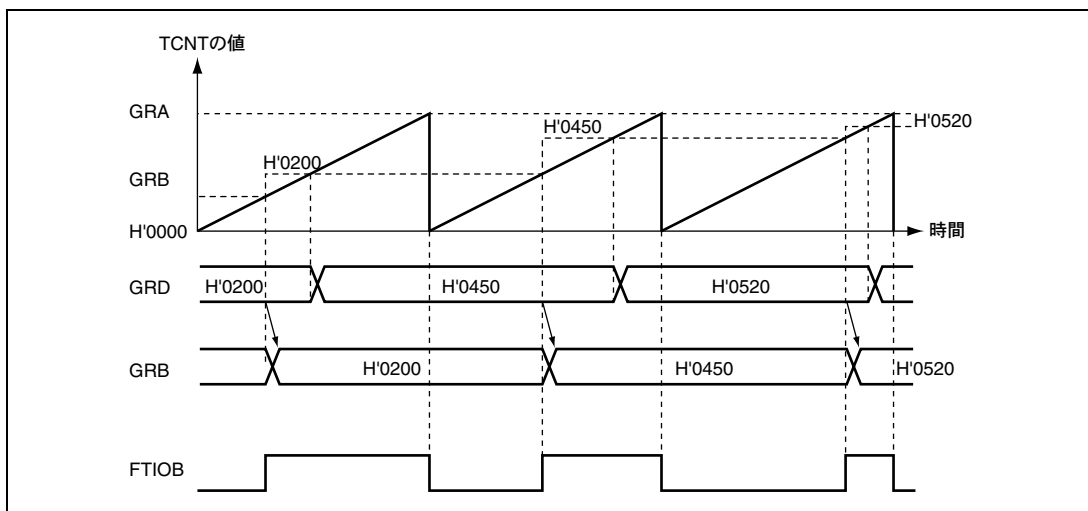 TCNTの値
GRA
H'0450
H'0520
H'0200
GRB
H'0000
時間
GRD
H'0200
H'0450
H'0520
GRB
H'0200
H'0450
H'0520
FTIOB